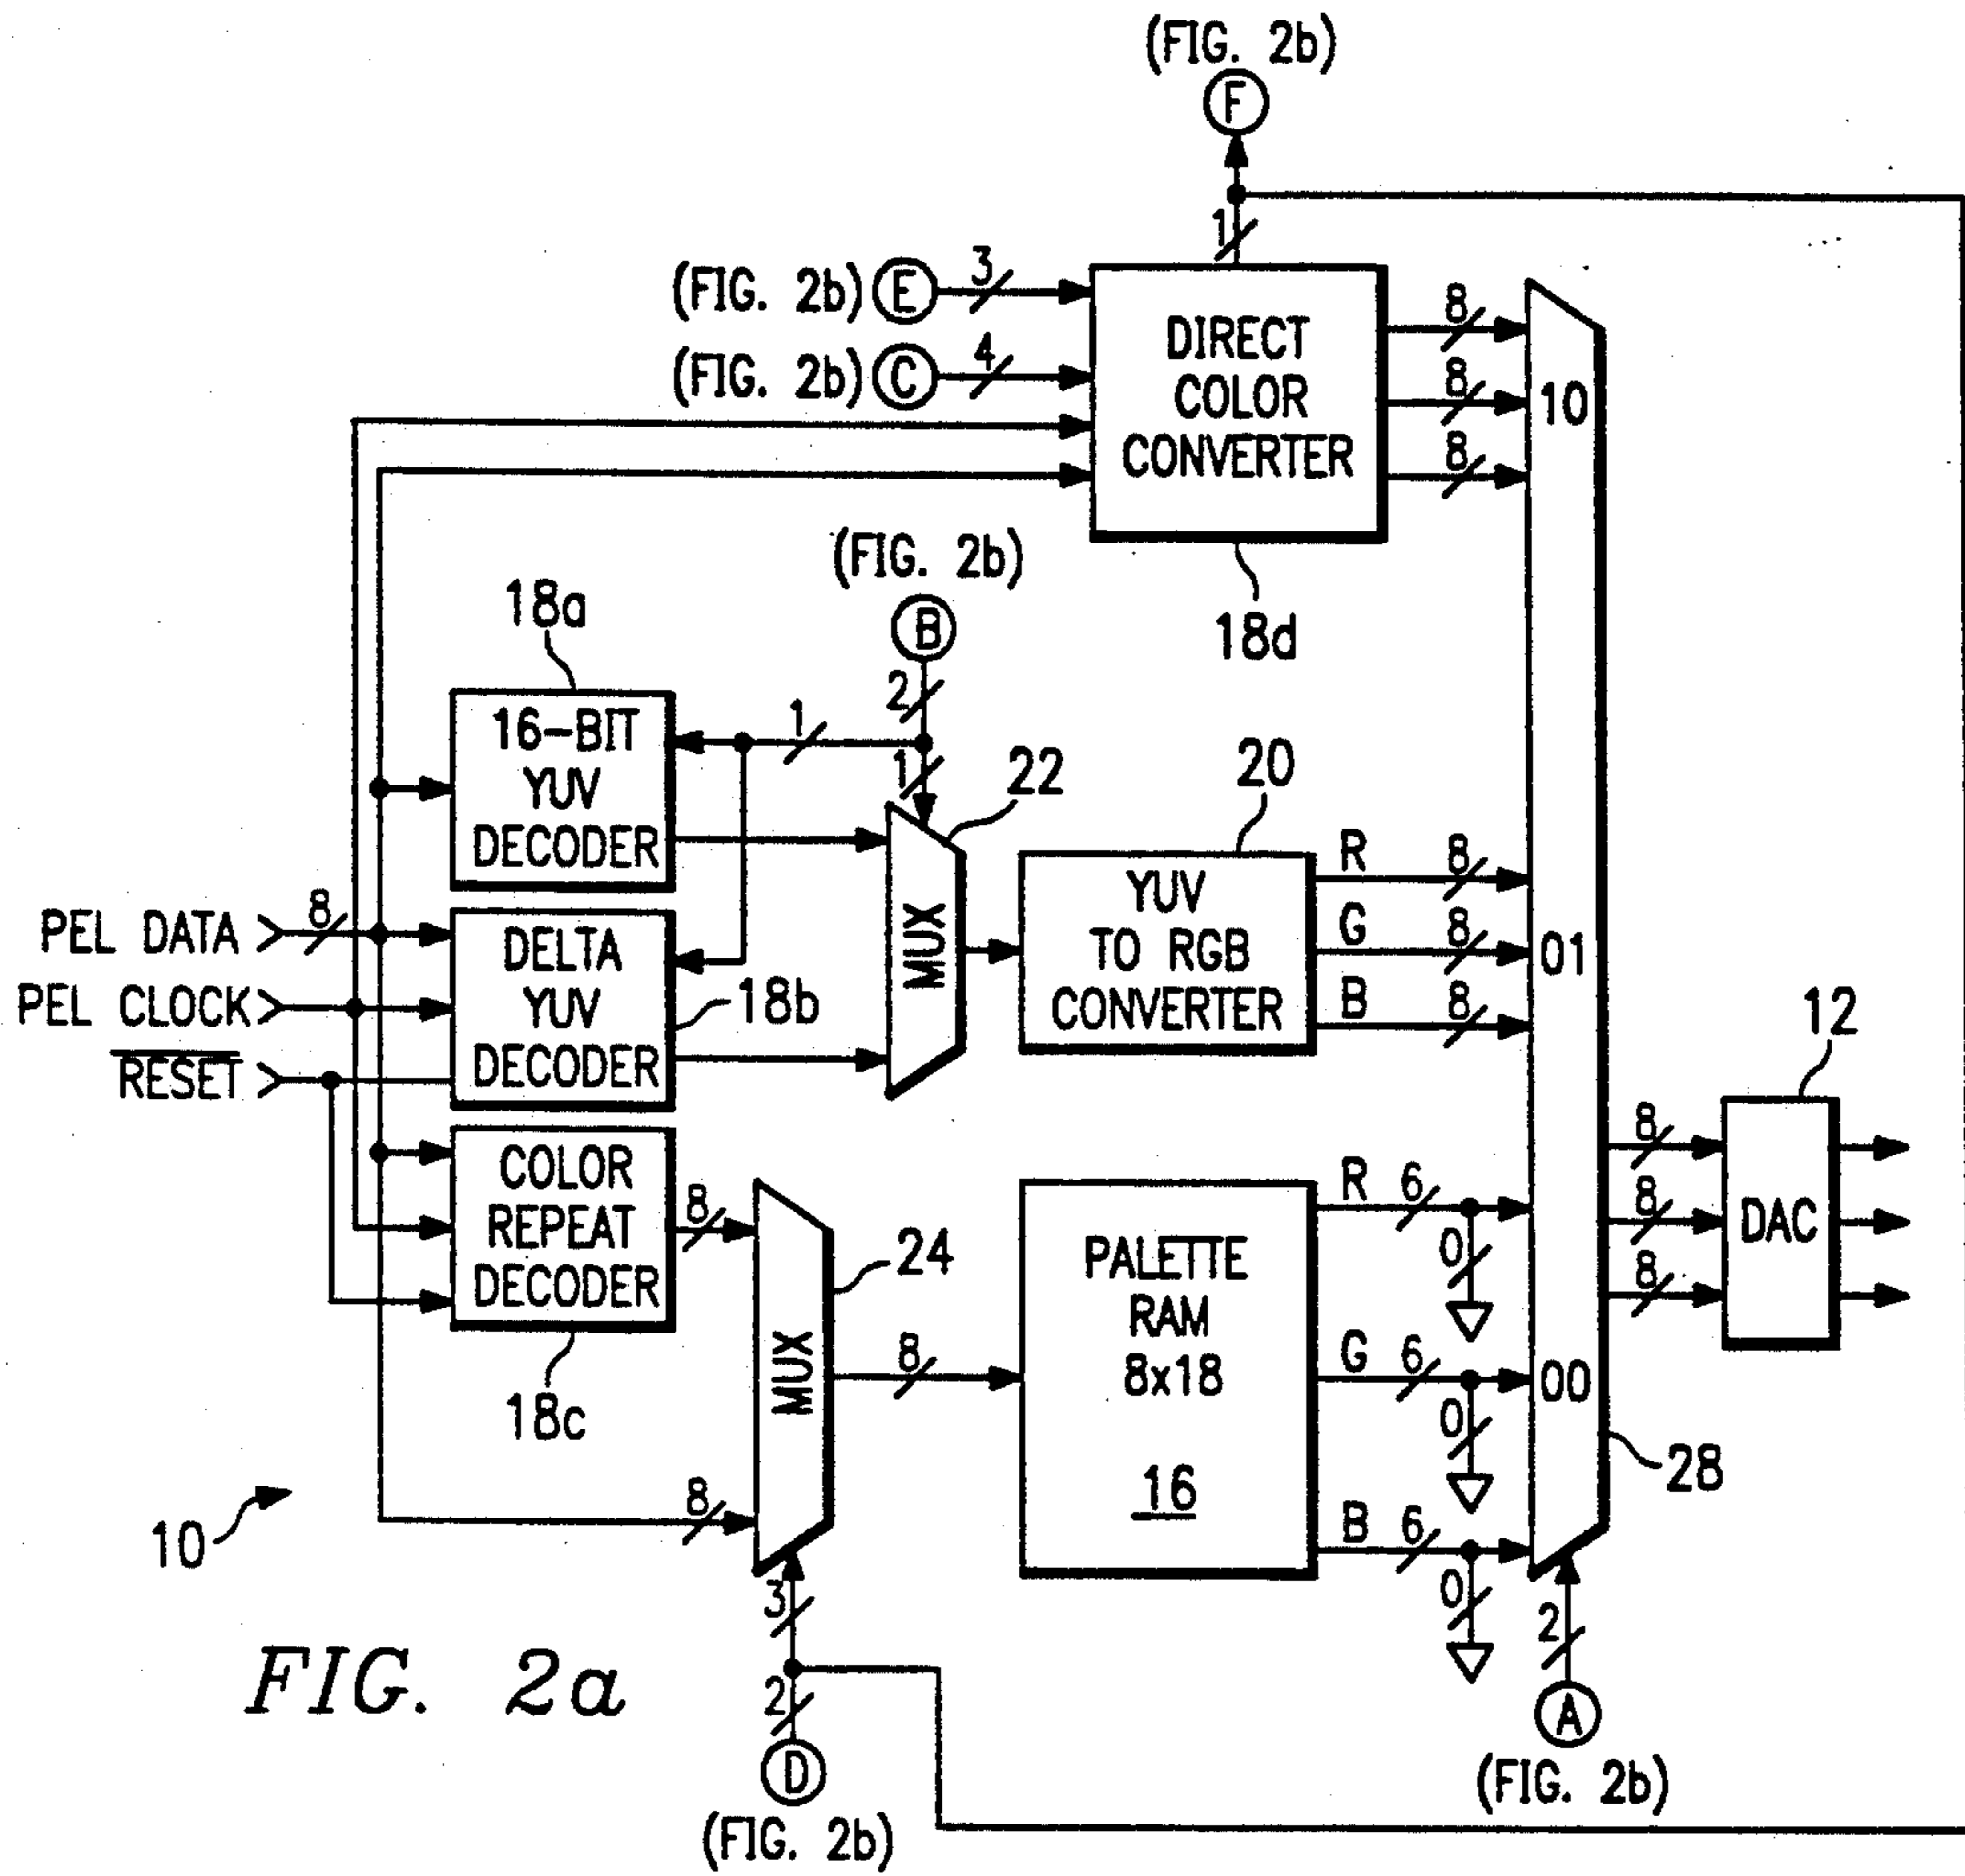 (FIG. 2b)
F
1
(FIG. 2b) E 3
(FIG. 2b) C 4
DIRECT
COLOR
CONVERTER
18d
8
8
8
10
(FIG. 2b)
B
2
1
1
18a
16-BIT
YUV
DECODER
22
MUX
20
YUV
TO RGB
CONVERTER
R 8
G 8
B 8
01
PEL DATA 8
PEL CLOCK
RESET
DELTA
YUV
DECODER
18b
COLOR
REPEAT
DECODER
18c
8
8
24
MUX
8
PALETTE
RAM
8x18
16
R 6
0
G 6
0
B 6
0
00
28
8
8
8
12
DAC
10
3
2
D
(FIG. 2b)
2
A
(FIG. 2b)
FIG. 2a